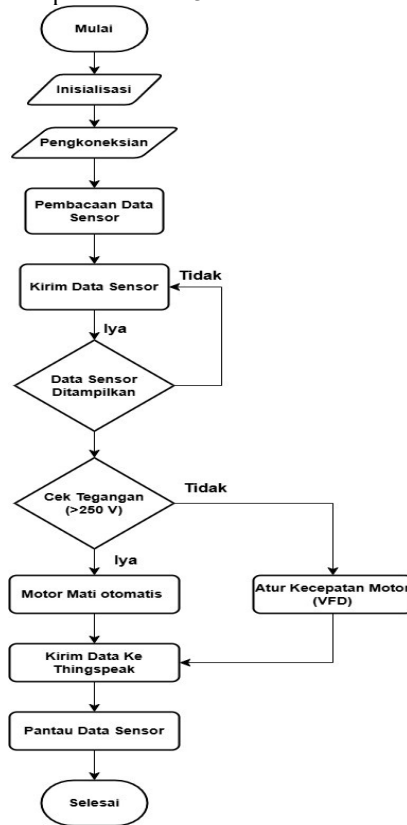 Mulai
Inisialisasi
Pengkoneksian
Pembacaan Data
Sensor
Kirim Data Sensor
Tidak
Iya
Data Sensor
Ditampilkan
Cek Tegangan
(>250 V)
Tidak
Iya
Motor Mati otomatis
Atur Kecepatan Motor
(VFD)
Kirim Data Ke
Thingspeak
Pantau Data Sensor
Selesai